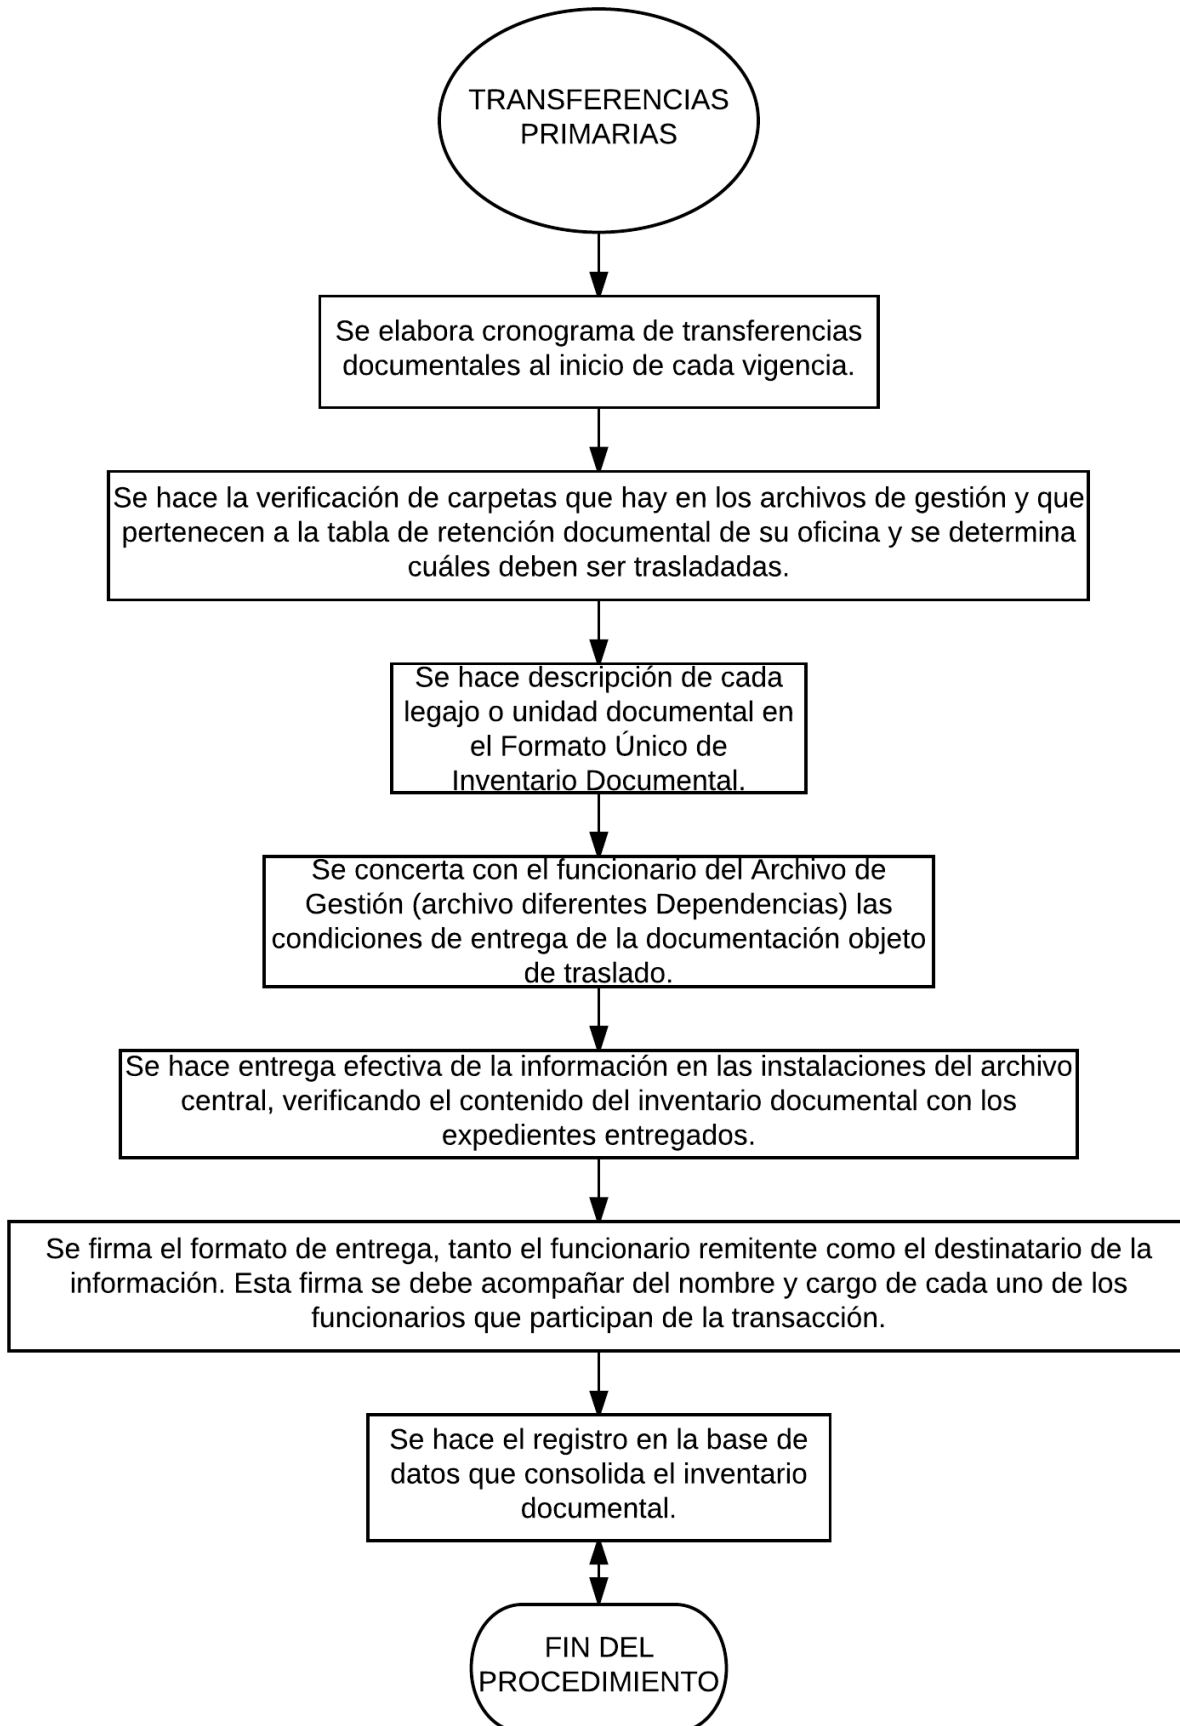 TRANSFERENCIAS
PRIMARIAS
Se elabora cronograma de transferencias
documentales al inicio de cada vigencia.
Se hace la verificación de carpetas que hay en los archivos de gestión y que
pertenecen a la tabla de retención documental de su oficina y se determina
cuáles deben ser trasladadas.
Se hace descripción de cada
legajo o unidad documental en
el Formato Único de
Inventario Documental.
Se concerta con el funcionario del Archivo de
Gestión (archivo diferentes Dependencias) las
condiciones de entrega de la documentación objeto
de traslado.
Se hace entrega efectiva de la información en las instalaciones del archivo
central, verificando el contenido del inventario documental con los
expedientes entregados.
Se firma el formato de entrega, tanto el funcionario remitente como el destinatario de la
información. Esta firma se debe acompañar del nombre y cargo de cada uno de los
funcionarios que participan de la transacción.
Se hace el registro en la base de
datos que consolida el inventario
documental.
FIN DEL
PROCEDIMIENTO